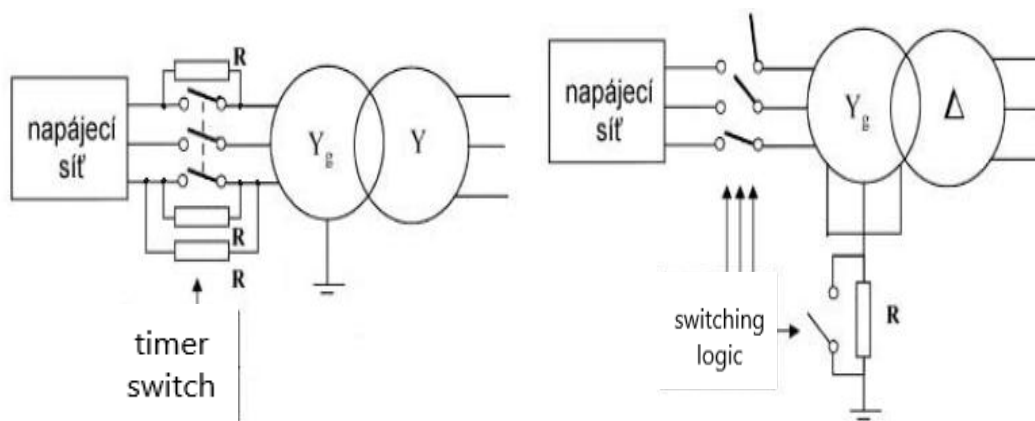 R
napájecí
síť
Yg
Y
R
R
timer
switch
napájecí
síť
Yg
Δ
R
switching
logic